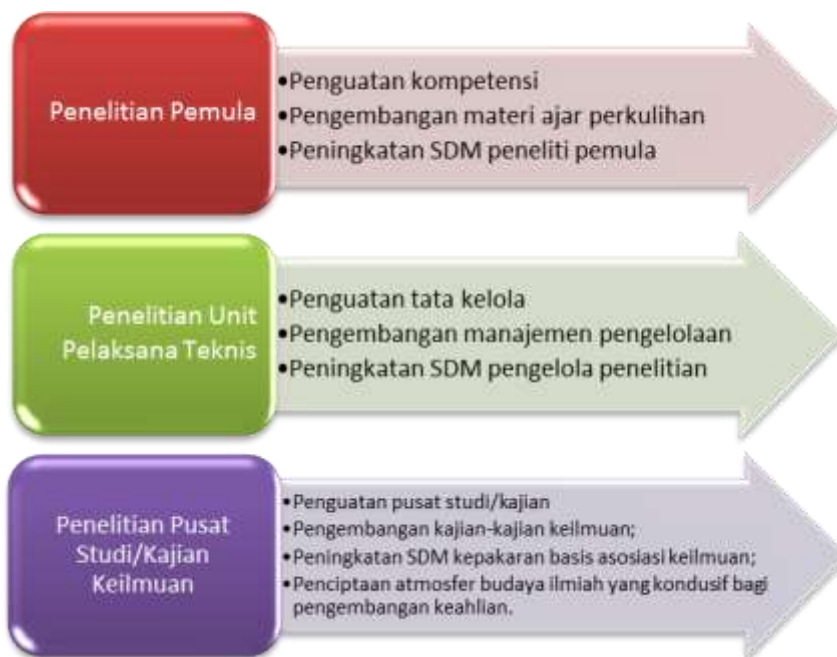 Penelitian Pemula
•Penguatan kompetensi
•Pengembangan materi ajar perkulihan
•Peningkatan SDM peneliti pemula
Penelitian Unit
Pelaksana Teknis
•Penguatan tata kelola
•Pengembangan manajemen pengelolaan
•Peningkatan SDM pengelola penelitian
Penelitian Pusat
Studi/Kajian
Keilmuan
•Penguatan pusat studi/kajian
•Pengembangan kajian-kajian keilmuan;
•Peningkatan SDM kepakaran basis asosiasi keilmuan;
•Penciptaan atmosfer budaya ilmiah yang kondusif bagi
pengembangan keahlian.